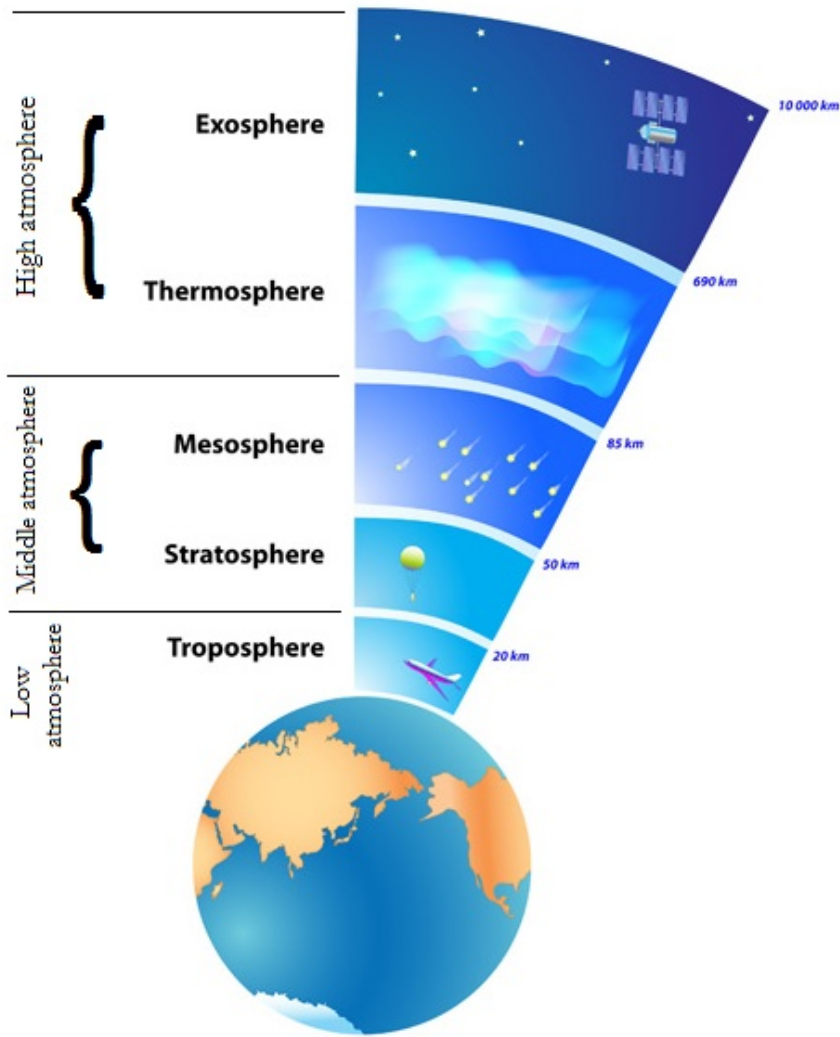 High atmosphere
Exosphere
10 000 km
Thermosphere
690 km
Middle atmosphere
Mesosphere
85 km
Stratosphere
50 km
Low
atmosphere
Troposphere
20 km